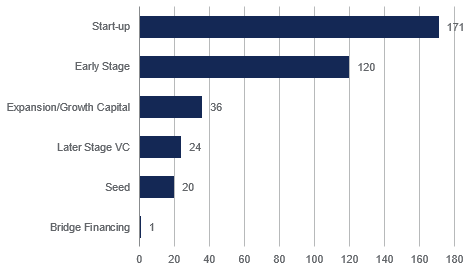 Start-up 171
Early Stage 120
Expansion/Growth Capital 36
Later Stage VC 24
Seed 20
Bridge Financing 1
0 20 40 60 80 100 120 140 160 180